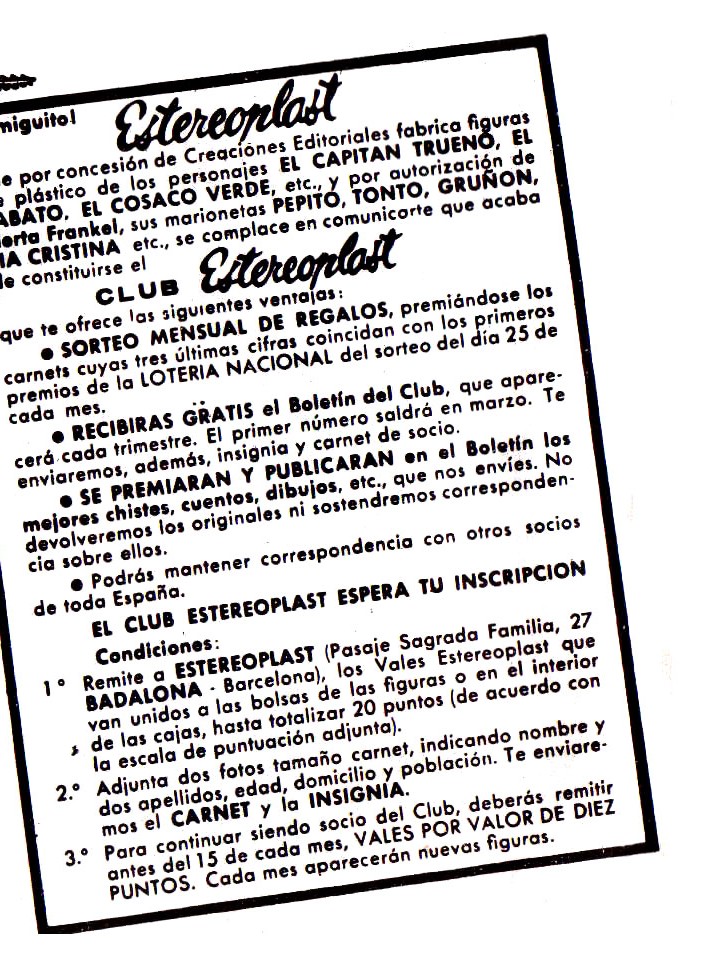 miguito!
Estereoplast
e por concesión de Creaciónes Editoriales fabrica figuras
e plástico de los personajes EL CAPITAN TRUENO, EL
ABATO, EL COSACO VERDE, etc., y por autorización de
erta Frankel, sus marionetas PEPITO, TONTO, GRUÑON,
IA CRISTINA etc., se complace en comunicarte que acaba
de constituirse el
CLUB Estereoplast
que te ofrece las siguientes ventajas:
● SORTEO MENSUAL DE REGALOS, premiándose los
carnets cuyas tres últimas cifras coincidan con los primeros
premios de la LOTERIA NACIONAL del sorteo del día 25 de
cada mes.
● RECIBIRAS GRATIS el Boletín del Club, que apare-
cerá cada trimestre. El primer número saldrá en marzo. Te
enviaremos, además, insignia y carnet de socio.
● SE PREMIARAN Y PUBLICARAN en el Boletín los
mejores chistes, cuentos, dibujos, etc., que nos envíes. No
devolveremos los originales ni sostendremos corresponden-
cia sobre ellos.
● Podrás mantener correspondencia con otros socios
de toda España.
EL CLUB ESTEREOPLAST ESPERA TU INSCRIPCION
Condiciones:
1º Remite a ESTEREOPLAST (Pasaje Sagrada Familia, 27
BADALONA - Barcelona), los Vales Estereoplast que
van unidos a las bolsas de las figuras o en el interior
de las cajas, hasta totalizar 20 puntos (de acuerdo con
la escala de puntuación adjunta).
2.º Adjunta dos fotos tamaño carnet, indicando nombre y
dos apellidos, edad, domicilio y población. Te enviare-
mos el CARNET y la INSIGNIA.
3.º Para continuar siendo socio del Club, deberás remitir
antes del 15 de cada mes, VALES POR VALOR DE DIEZ
PUNTOS. Cada mes aparecerán nuevas figuras.